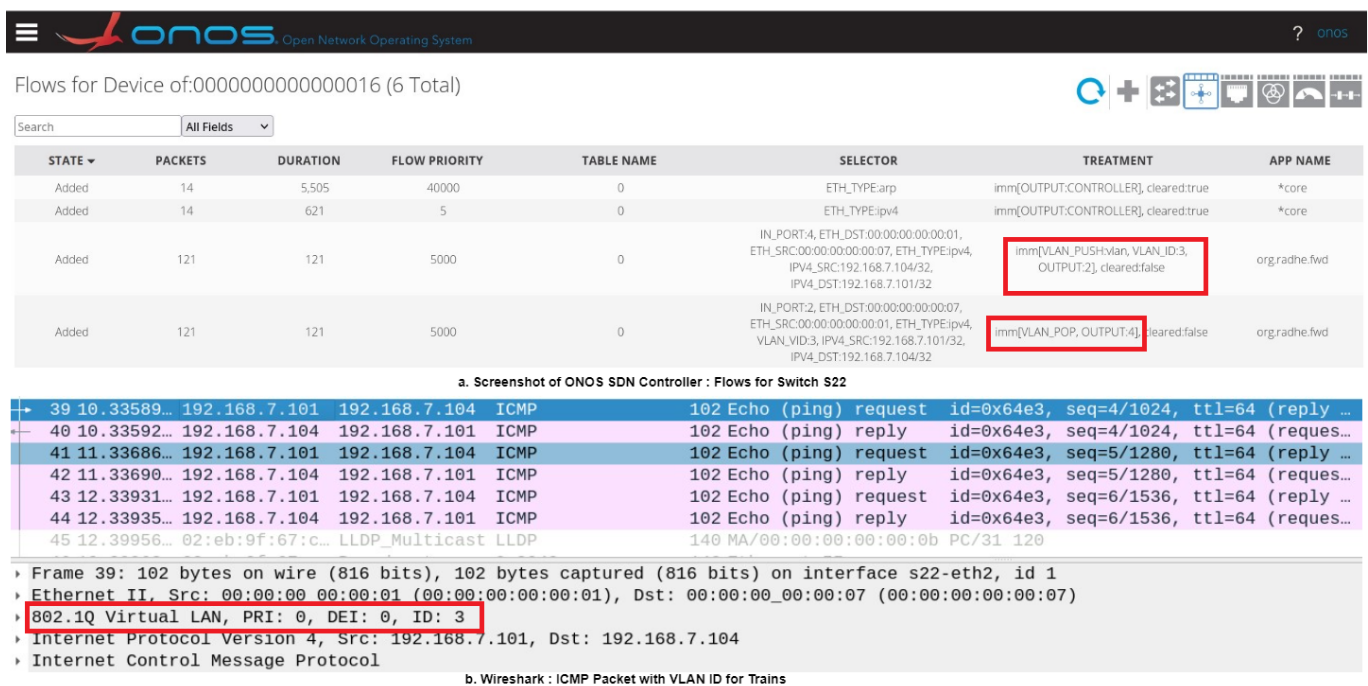 onos. Open Network Operating System ? onos
Flows for Device of:0000000000000016 (6 Total)
Search All Fields
STATE PACKETS DURATION FLOW PRIORITY TABLE NAME SELECTOR TREATMENT APP NAME
Added 14 5,505 40000 0 ETH_TYPE:arp imm[OUTPUT:CONTROLLER], cleared:true *core
Added 14 621 5 0 ETH_TYPE:ipv4 imm[OUTPUT:CONTROLLER], cleared:true *core
IN_PORT:4, ETH_DST:00:00:00:00:00:01,
ETH_SRC:00:00:00:00:00:07, ETH_TYPE:ipv4,
IPV4_SRC:192.168.7.104/32,
IPV4_DST:192.168.7.101/32
Added 121 121 5000 0
imm[VLAN_PUSH:vlan, VLAN_ID:3,
OUTPUT:2], cleared:false
org.radhe.fwd
IN_PORT:2, ETH_DST:00:00:00:00:00:07,
ETH_SRC:00:00:00:00:00:01, ETH_TYPE:ipv4,
VLAN_VID:3, IPV4_SRC:192.168.7.101/32,
IPV4_DST:192.168.7.104/32
Added 121 121 5000 0
imm[VLAN_POP, OUTPUT:4], cleared:false
org.radhe.fwd
a. Screenshot of ONOS SDN Controller : Flows for Switch S22
39 10.33589… 192.168.7.101 192.168.7.104 ICMP 102 Echo (ping) request id=0x64e3, seq=4/1024, ttl=64 (reply …
40 10.33592… 192.168.7.104 192.168.7.101 ICMP 102 Echo (ping) reply id=0x64e3, seq=4/1024, ttl=64 (reques…
41 11.33686… 192.168.7.101 192.168.7.104 ICMP 102 Echo (ping) request id=0x64e3, seq=5/1280, ttl=64 (reply …
42 11.33690… 192.168.7.104 192.168.7.101 ICMP 102 Echo (ping) reply id=0x64e3, seq=5/1280, ttl=64 (reques…
43 12.33931… 192.168.7.101 192.168.7.104 ICMP 102 Echo (ping) request id=0x64e3, seq=6/1536, ttl=64 (reply …
44 12.33935… 192.168.7.104 192.168.7.101 ICMP 102 Echo (ping) reply id=0x64e3, seq=6/1536, ttl=64 (reques…
45 12.39956… 02:eb:9f:67:c… LLDP_Multicast LLDP 140 MA/00:00:00:00:00:0b PC/31 120
Frame 39: 102 bytes on wire (816 bits), 102 bytes captured (816 bits) on interface s22-eth2, id 1
Ethernet II, Src: 00:00:00_00:00:01 (00:00:00:00:00:01), Dst: 00:00:00_00:00:07 (00:00:00:00:00:07)
802.1Q Virtual LAN, PRI: 0, DEI: 0, ID: 3
Internet Protocol Version 4, Src: 192.168.7.101, Dst: 192.168.7.104
Internet Control Message Protocol
b. Wireshark : ICMP Packet with VLAN ID for Trains